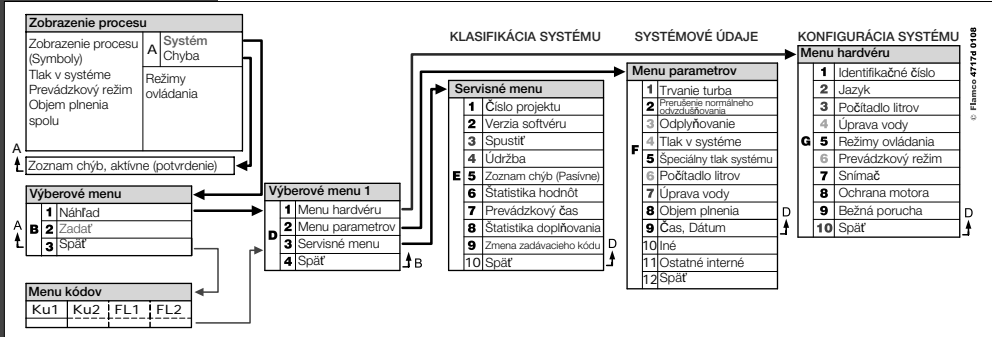 Zobrazenie procesu
Zobrazenie procesu
(Symboly)
Tlak v systéme
Prevádzkový režim
Objem plnenia
spolu
A
Systém
Chyba
Režimy
ovládania
A
Zoznam chýb, aktívne (potvrdenie)
Výberové menu
A
B
1 Náhľad
2 Zadať
3 Späť
Menu kódov
Ku1 Ku2 FL1 FL2
Výberové menu 1
D
1 Menu hardvéru
2 Menu parametrov
3 Servisné menu
4 Späť
B
KLASIFIKÁCIA SYSTÉMU
Servisné menu
E
1 Číslo projektu
2 Verzia softvéru
3 Spustiť
4 Údržba
5 Zoznam chýb (Pasívne)
6 Štatistika hodnôt
7 Prevádzkový čas
8 Štatistika doplňovania
9 Zmena zadávacieho kódu
10 Späť
D
SYSTÉMOVÉ ÚDAJE
Menu parametrov
F
1 Trvanie turba
2 Prerušenie normálneho
odvzdušňovania
3 Odplyňovanie
4 Tlak v systéme
5 Špeciálny tlak systému
6 Počítadlo litrov
7 Úprava vody
8 Objem plnenia
9 Čas, Dátum
10 Iné
11 Ostatné interné
12 Späť
D
KONFIGURÁCIA SYSTÉMU
Menu hardvéru
G
1 Identifikačné číslo
2 Jazyk
3 Počítadlo litrov
4 Úprava vody
5 Režimy ovládania
6 Prevádzkový režim
7 Snímač
8 Ochrana motora
9 Bežná porucha
10 Späť
D
© Flamco 4717d 0108